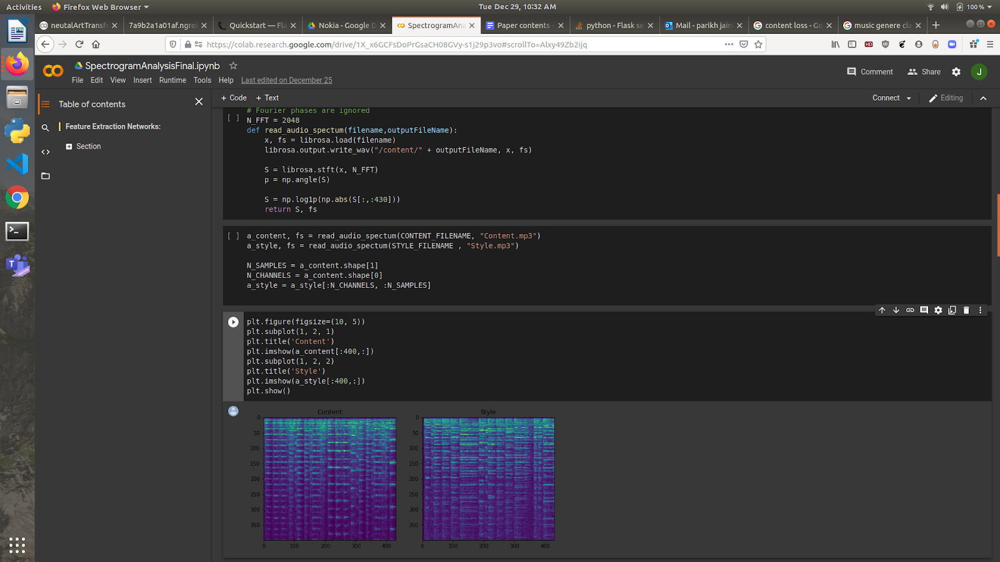 Activities
Firefox Web Browser
Tue Dec 29, 10:32 AM
100 %
neutalArtTransf
7a9b2a1a01af.ngrok
Quickstart — Fla
Nokia - Google D
SpectrogramAna
Paper contents -
python - Flask se
Mail - parikh jain
content loss - Go
music genere cla
https://colab.research.google.com/drive/1X_x6GCFsDoPrGsaCH08GVy-s1j29p3vo#scrollTo=Alxy49Zb2ijq
SpectrogramAnalysisFinal.ipynb
File Edit View Insert Runtime Tools Help Last edited on December 25
Comment
Share
J
Table of contents
+ Code + Text
Connect
Editing
Feature Extraction Networks:
Section
# Fourier phases are ignored
[ ] N_FFT = 2048
def read_audio_spectum(filename,outputFileName):
x, fs = librosa.load(filename)
librosa.output.write_wav("/content/" + outputFileName, x, fs)
S = librosa.stft(x, N_FFT)
p = np.angle(S)
S = np.log1p(np.abs(S[:,:430]))
return S, fs
[ ] a_content, fs = read_audio_spectum(CONTENT_FILENAME, "Content.mp3")
a_style, fs = read_audio_spectum(STYLE_FILENAME , "Style.mp3")
N_SAMPLES = a_content.shape[1]
N_CHANNELS = a_content.shape[0]
a_style = a_style[:N_CHANNELS, :N_SAMPLES]
plt.figure(figsize=(10, 5))
plt.subplot(1, 2, 1)
plt.title('Content')
plt.imshow(a_content[:400,:])
plt.subplot(1, 2, 2)
plt.title('Style')
plt.imshow(a_style[:400,:])
plt.show()
Content
0
50
100
150
200
250
300
350
0 100 200 300 400
Style
0
50
100
150
200
250
300
350
0 100 200 300 400